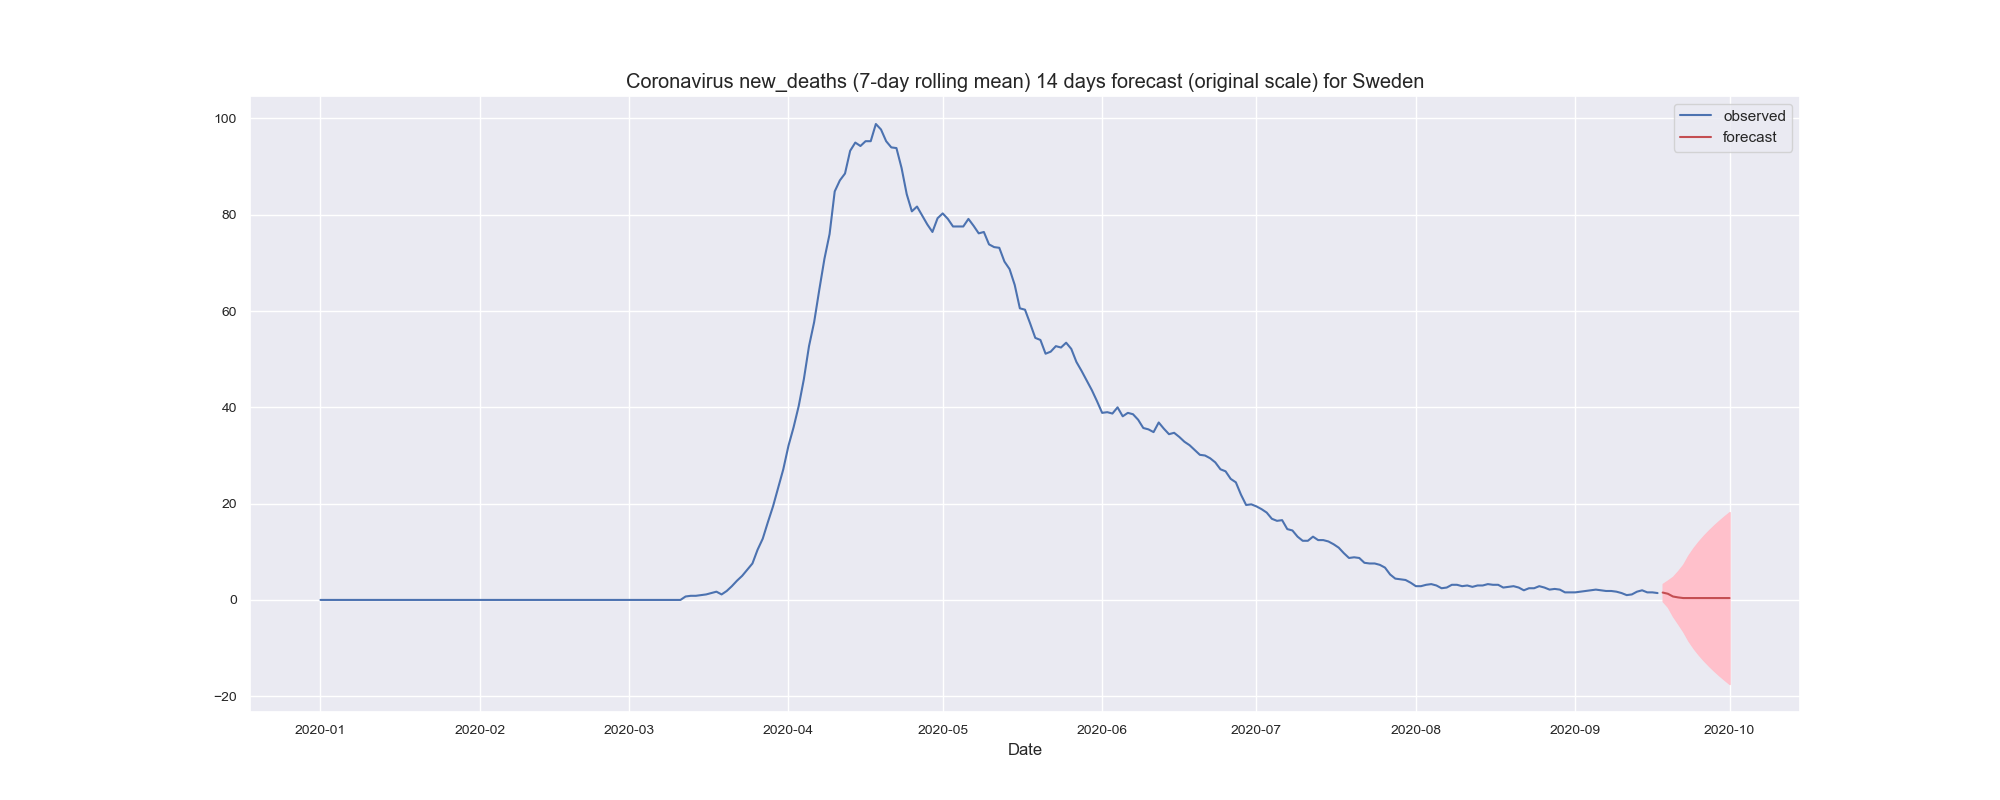 Coronavirus new_deaths (7-day rolling mean) 14 days forecast (original scale) for Sweden
observed
forecast
100
80
60
40
20
0
−20
2020-01 2020-02 2020-03 2020-04 2020-05 2020-06 2020-07 2020-08 2020-09 2020-10
Date